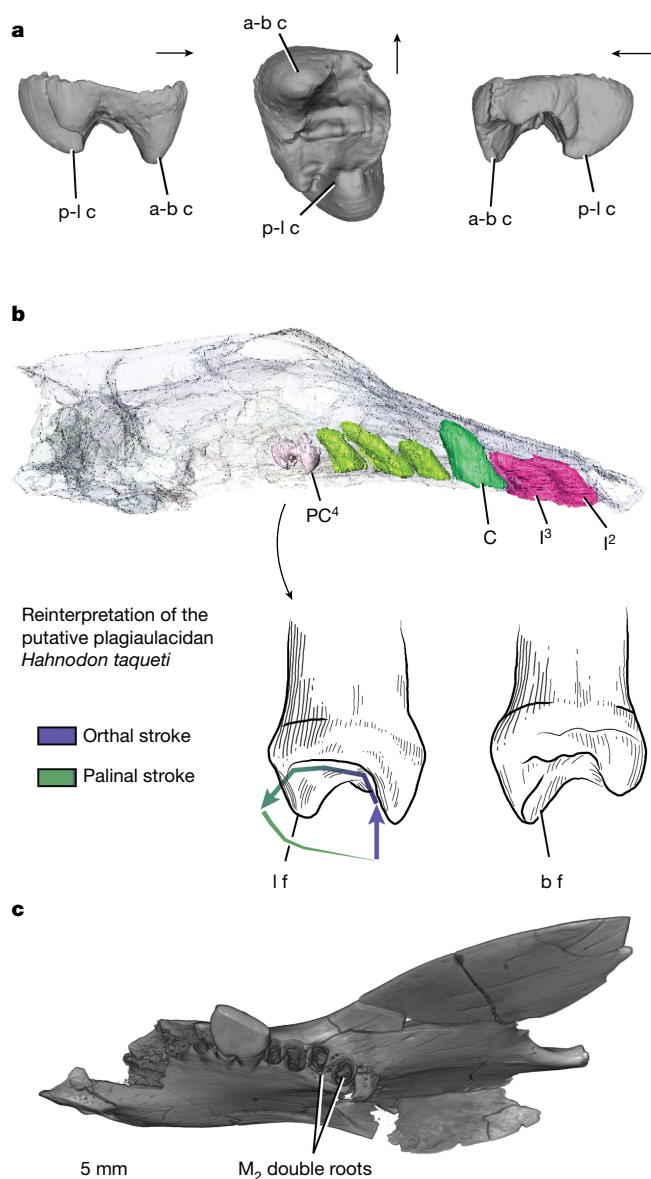 a
a-b c
p-l c
a-b c
p-l c
a-b c
p-l c
b
PC⁴
C
I³
I²
Reinterpretation of the
putative plagiaulacidan
Hahnodon taqueti
Orthal stroke
Palinal stroke
l f
b f
c
5 mm
M₂ double roots